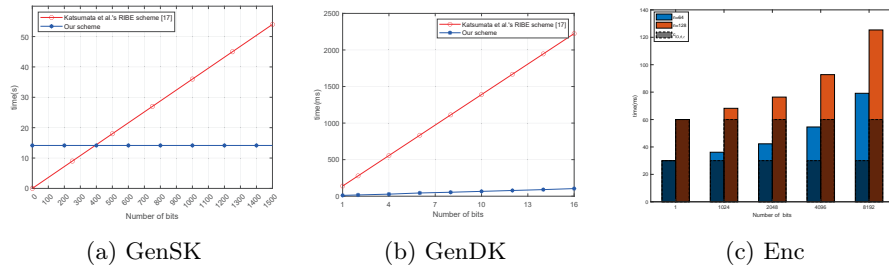 Katsumata et al.'s RIBE scheme [17]
Our scheme
time(s)
60
50
40
30
20
10
0
0 100 200 300 400 500 600 700 800 900 1000 1100 1200 1300 1400 1500
Number of bits
(a) GenSK
Katsumata et al.'s RIBE scheme [17]
Our scheme
time(ms)
2500
2000
1500
1000
500
0
1 4 7 10 13 16
Number of bits
(b) GenDK
140
120
100
80
60
40
20
0
time(ms)
1 1024 2048 4096 8192
Number of bits
(c) Enc